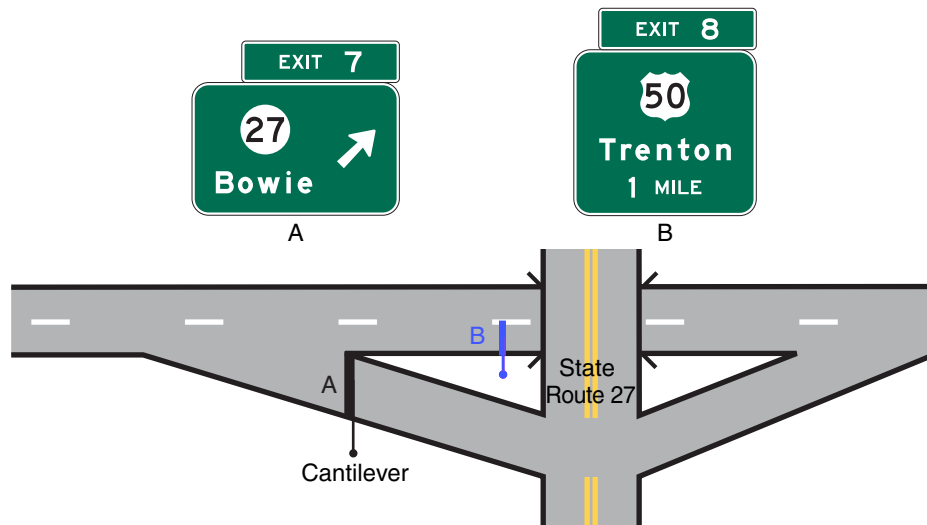 EXIT 7
27
Bowie
A
EXIT 8
50
Trenton
1 MILE
B
B
A
State
Route 27
Cantilever